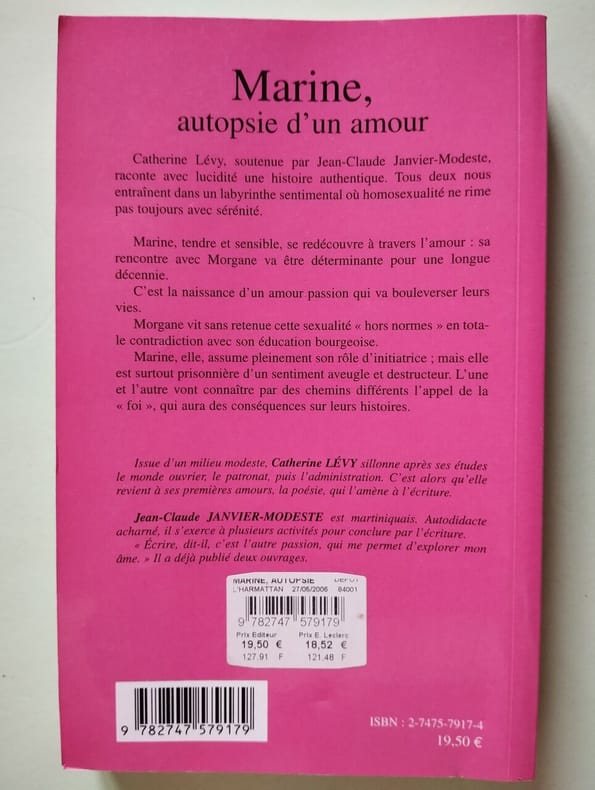 Marine,
autopsie d'un amour
Catherine Lévy, soutenue par Jean-Claude Janvier-Modeste,
raconte avec lucidité une histoire authentique. Tous deux nous
entraînent dans un labyrinthe sentimental où homosexualité ne rime
pas toujours avec sérénité.
Marine, tendre et sensible, se redécouvre à travers l'amour : sa
rencontre avec Morgane va être déterminante pour une longue
décennie.
C'est la naissance d'un amour passion qui va bouleverser leurs
vies.
Morgane vit sans retenue cette sexualité « hors normes » en tota-
le contradiction avec son éducation bourgeoise.
Marine, elle, assume pleinement son rôle d'initiatrice ; mais elle
est surtout prisonnière d'un sentiment aveugle et destructeur. L'une
et l'autre vont connaître par des chemins différents l'appel de la
« foi », qui aura des conséquences sur leurs histoires.
Issue d'un milieu modeste, Catherine LÉVY sillonne après ses études
le monde ouvrier, le patronat, puis l'administration. C'est alors qu'elle
revient à ses premières amours, la poésie, qui l'amène à l'écriture.
Jean-Claude JANVIER-MODESTE est martiniquais. Autodidacte
acharné, il s'exerce à plusieurs activités pour conclure par l'écriture.
« Écrire, dit-il, c'est l'autre passion, qui me permet d'explorer mon
âme. » Il a déjà publié deux ouvrages.
MARINE, AUTOPSIE DEPOT
L'HARMATTAN 27/05/2006 84001
9 782747 579179
Prix Editeur Prix E. Leclerc
19,50 € 18,52 €
127,91 F 121,48 F
9 782747 579179
ISBN : 2-7475-7917-4
19,50 €